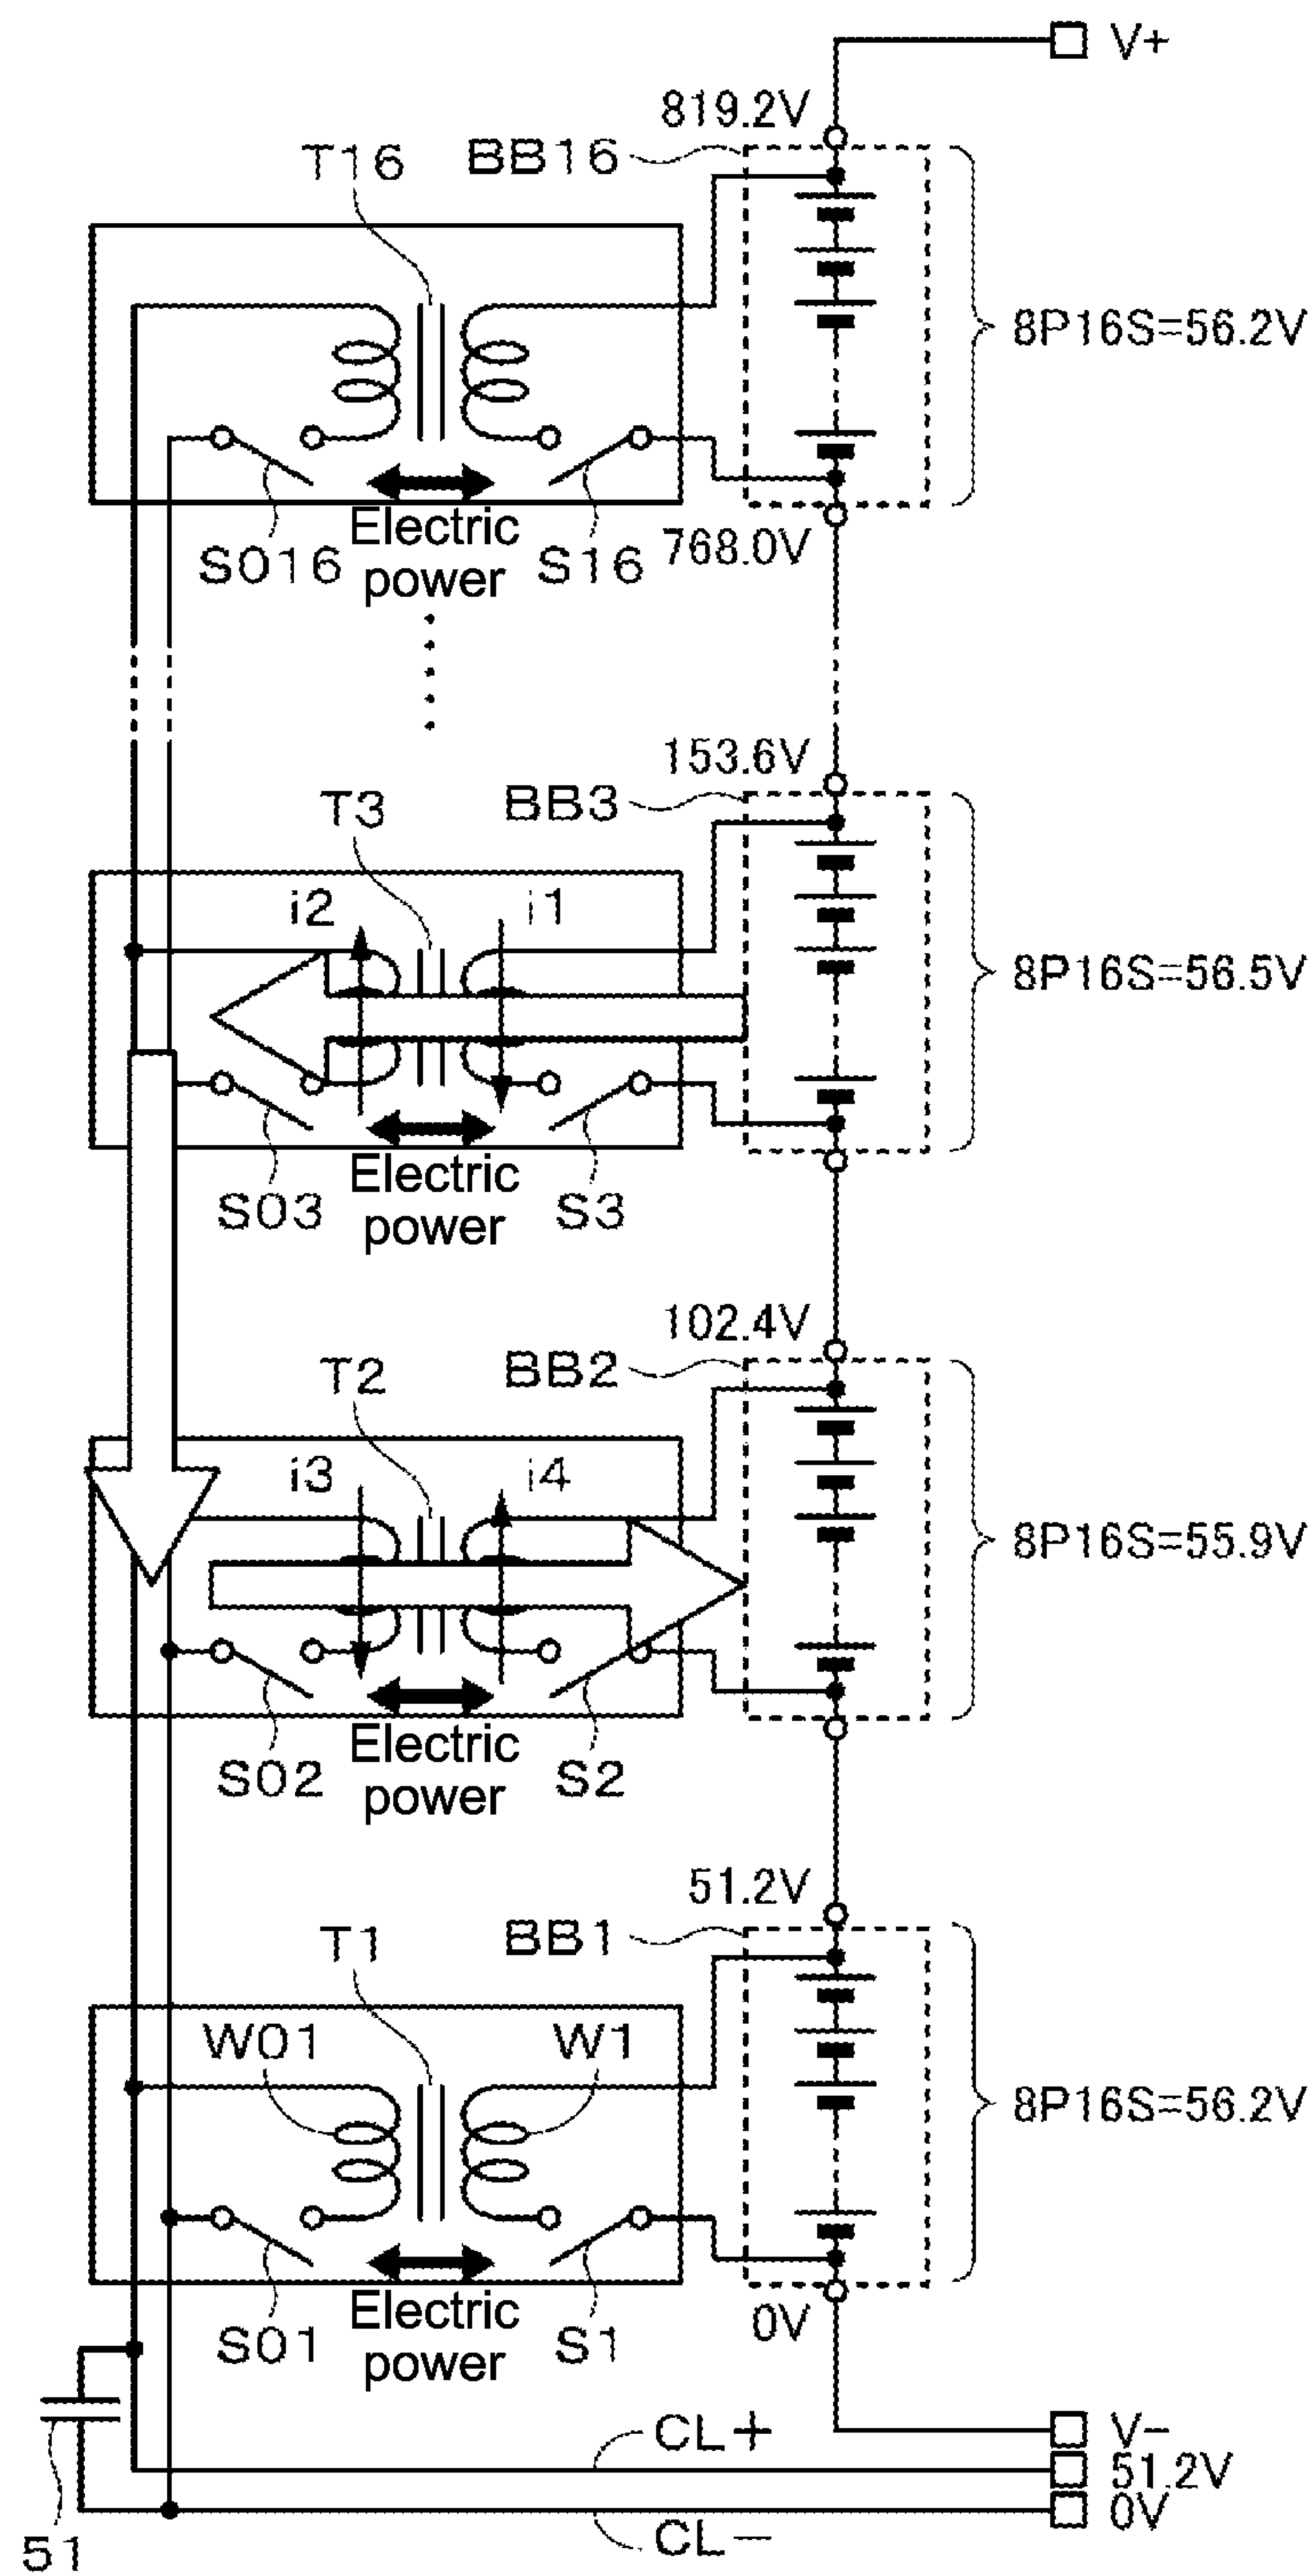 V+
819.2V
BB16
T16
8P16S=56.2V
S016
Electric
power
S16
768.0V
153.6V
BB3
T3
i2
i1
8P16S=56.5V
S03
Electric
power
S3
102.4V
BB2
T2
i3
i4
8P16S=55.9V
S02
Electric
power
S2
51.2V
BB1
T1
W01
W1
8P16S=56.2V
S01
Electric
power
S1
0V
CL+
V-
51.2V
0V
CL-
51